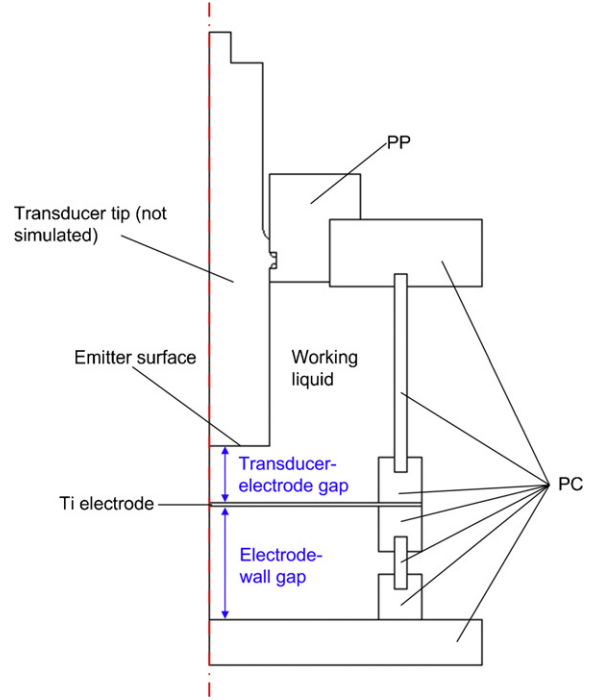 PP
Transducer tip (not
simulated)
Emitter surface
Working
liquid
Transducer-
electrode gap
Ti electrode
PC
Electrode-
wall gap